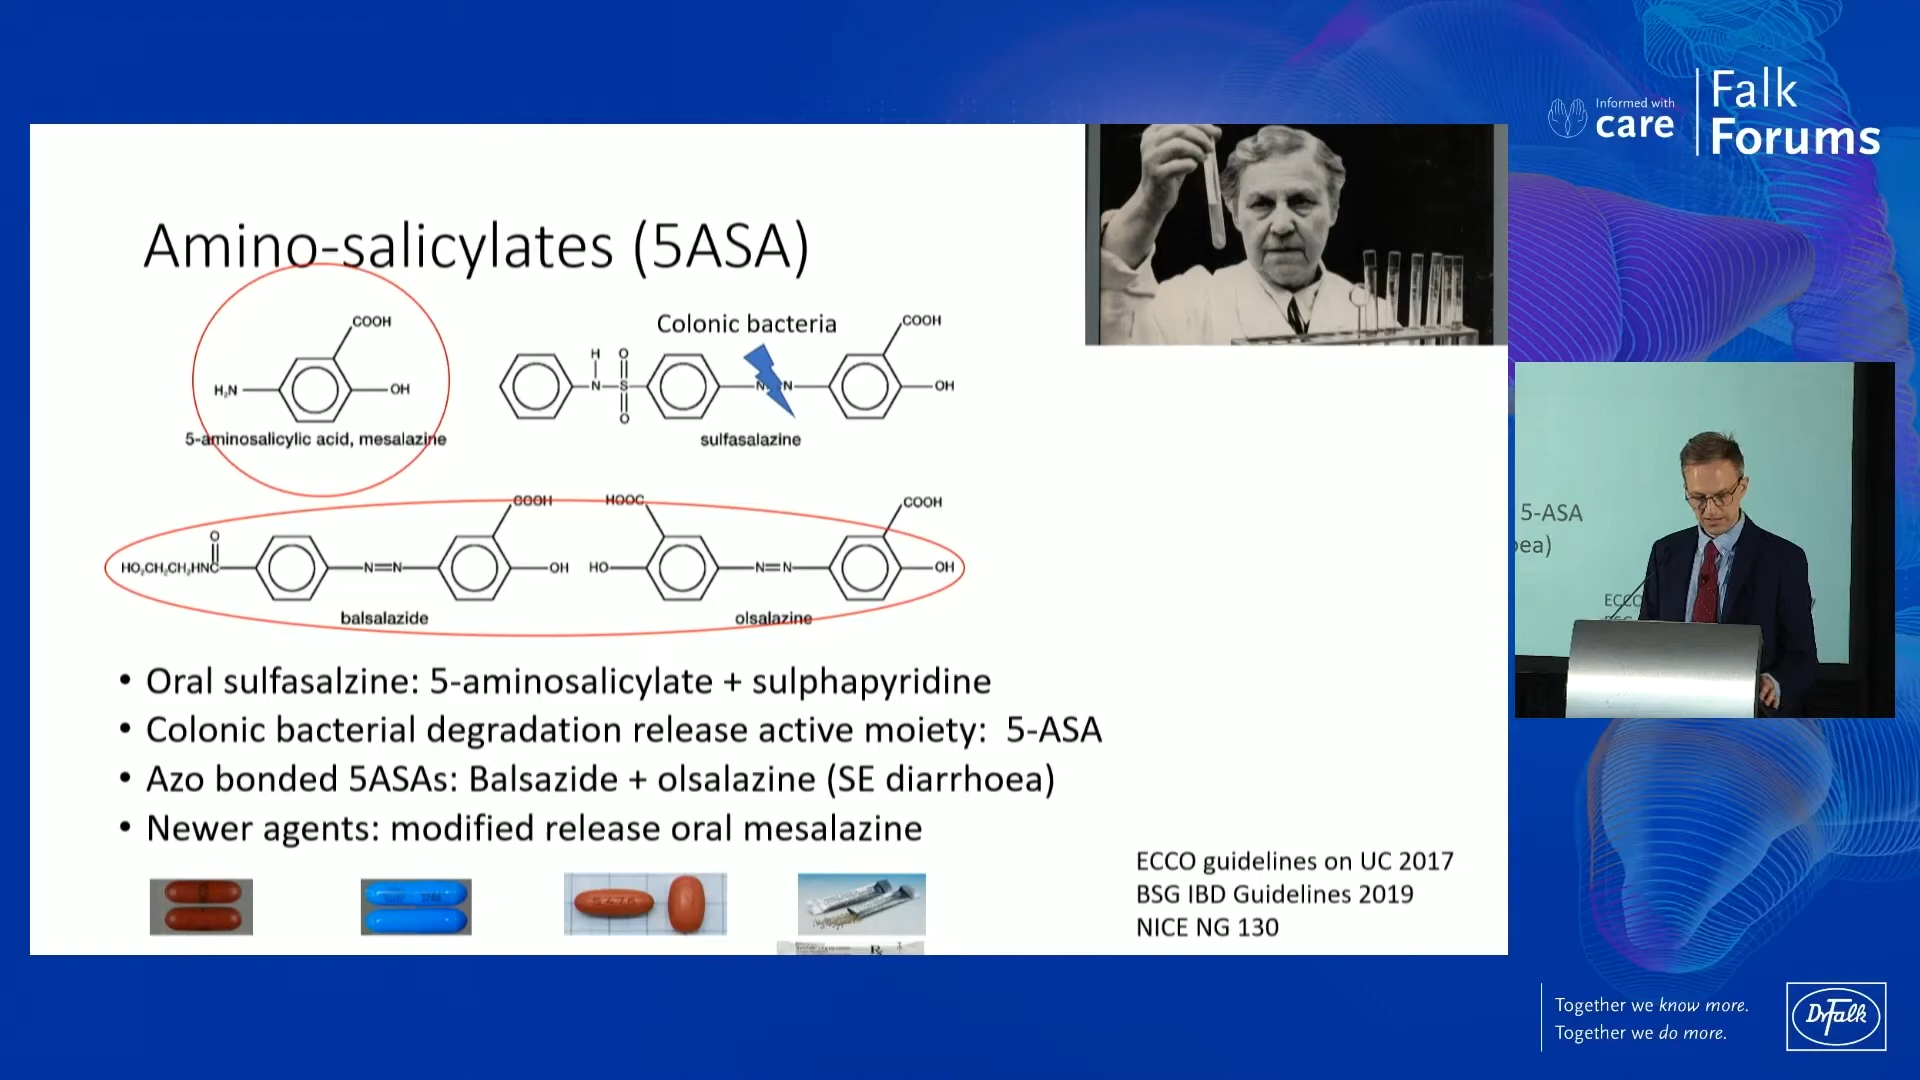 Informed with
care
Falk
Forums
Amino-salicylates (5ASA)
COOH
H₂N
OH
5-aminosalicylic acid, mesalazine
Colonic bacteria
H
O
N
S
O
N
N
COOH
OH
sulfasalazine
O
HO₂CH₂CH₂HNC
N
N
COOH
OH
balsalazide
HOOC
HO
N
N
COOH
OH
olsalazine
• Oral sulfasalzine: 5-aminosalicylate + sulphapyridine
• Colonic bacterial degradation release active moiety: 5-ASA
• Azo bonded 5ASAs: Balsazide + olsalazine (SE diarrhoea)
• Newer agents: modified release oral mesalazine
ECCO guidelines on UC 2017
BSG IBD Guidelines 2019
NICE NG 130
5-ASA
ea)
ECCO
Together we know more.
Together we do more.
Dr Falk